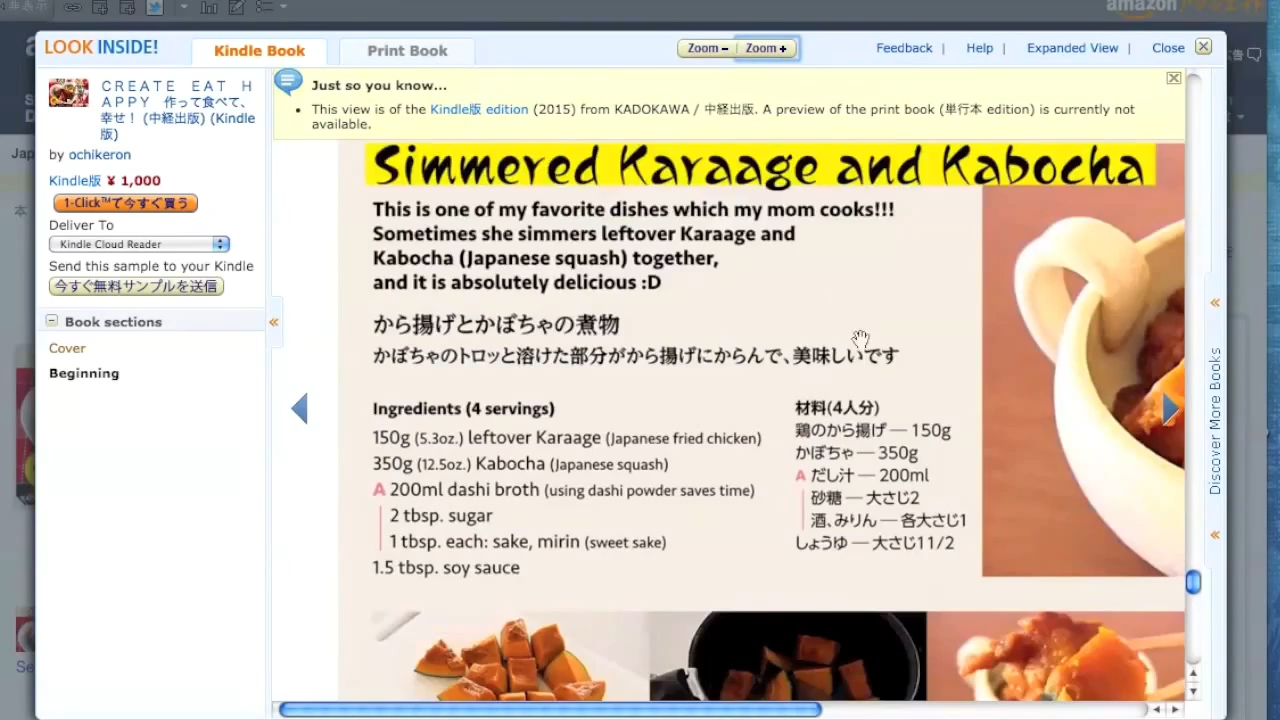 非表示
amazon アソシエイト
LOOK INSIDE!
Kindle Book
Print Book
Zoom –
Zoom +
Feedback |
Help |
Expanded View |
Close
ＣＲＥＡＴＥ ＥＡＴ Ｈ
ＡＰＰＹ 作って食べて、
幸せ！ (中経出版) (Kindle
版)
by ochikeron
Kindle版 ¥ 1,000
1-Click™で今すぐ買う
Deliver To
Kindle Cloud Reader
Send this sample to your Kindle
今すぐ無料サンプルを送信
Book sections
Cover
Beginning
Just so you know...
• This view is of the Kindle版 edition (2015) from KADOKAWA / 中経出版. A preview of the print book (単行本 edition) is currently not
available.
Simmered Karaage and Kabocha
This is one of my favorite dishes which my mom cooks!!!
Sometimes she simmers leftover Karaage and
Kabocha (Japanese squash) together,
and it is absolutely delicious :D
から揚げとかぼちゃの煮物
かぼちゃのトロッと溶けた部分がから揚げにからんで、美味しいです
Ingredients (4 servings)
150g (5.3oz.) leftover Karaage (Japanese fried chicken)
350g (12.5oz.) Kabocha (Japanese squash)
A 200ml dashi broth (using dashi powder saves time)
2 tbsp. sugar
1 tbsp. each: sake, mirin (sweet sake)
1.5 tbsp. soy sauce
材料(4人分)
鶏のから揚げ — 150g
かぼちゃ — 350g
A だし汁 — 200ml
砂糖 — 大さじ2
酒、みりん — 各大さじ1
しょうゆ — 大さじ11/2
Discover More Books